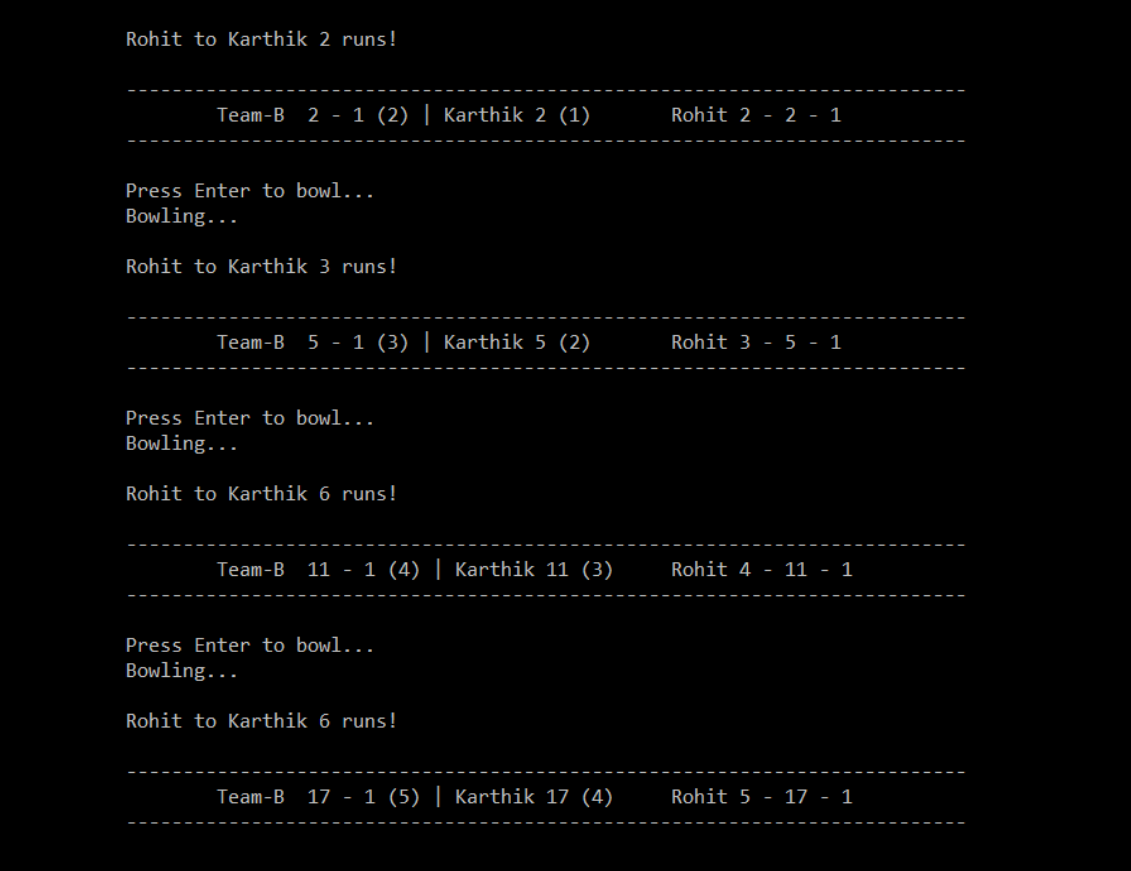 Rohit to Karthik 2 runs!
--------------------------------------------------------------------------
Team-B  2 - 1 (2) | Karthik 2 (1)       Rohit 2 - 2 - 1
--------------------------------------------------------------------------
Press Enter to bowl...
Bowling...
Rohit to Karthik 3 runs!
--------------------------------------------------------------------------
Team-B  5 - 1 (3) | Karthik 5 (2)       Rohit 3 - 5 - 1
--------------------------------------------------------------------------
Press Enter to bowl...
Bowling...
Rohit to Karthik 6 runs!
--------------------------------------------------------------------------
Team-B  11 - 1 (4) | Karthik 11 (3)     Rohit 4 - 11 - 1
--------------------------------------------------------------------------
Press Enter to bowl...
Bowling...
Rohit to Karthik 6 runs!
--------------------------------------------------------------------------
Team-B  17 - 1 (5) | Karthik 17 (4)     Rohit 5 - 17 - 1
--------------------------------------------------------------------------